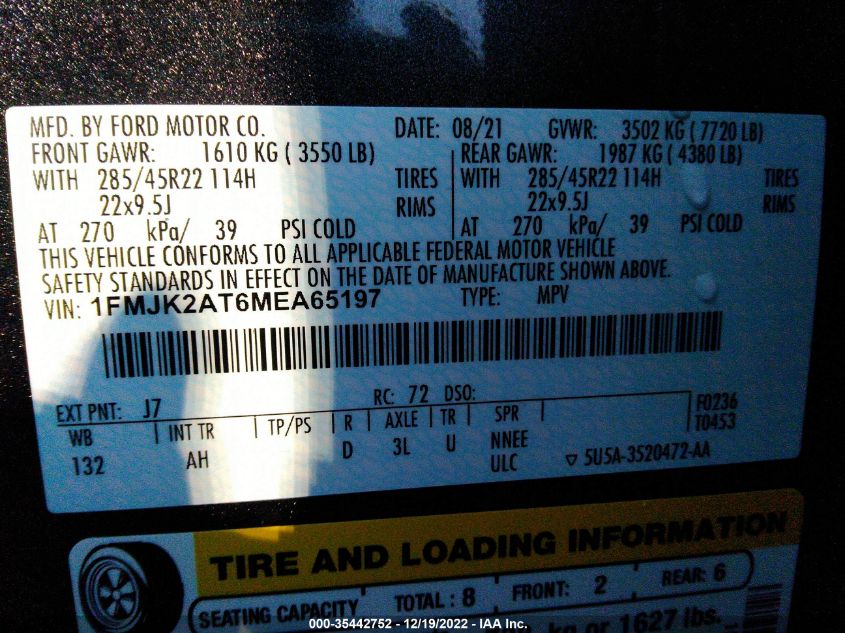 MFD. BY FORD MOTOR CO. DATE: 08/21 GVWR: 3502 KG ( 7720 LB)
FRONT GAWR: 1610 KG ( 3550 LB) REAR GAWR: 1987 KG ( 4380 LB)
WITH 285/45R22 114H TIRES WITH 285/45R22 114H TIRES
22x9.5J RIMS 22x9.5J RIMS
AT 270 kPa/ 39 PSI COLD AT 270 kPa/ 39 PSI COLD
THIS VEHICLE CONFORMS TO ALL APPLICABLE FEDERAL MOTOR VEHICLE
SAFETY STANDARDS IN EFFECT ON THE DATE OF MANUFACTURE SHOWN ABOVE.
VIN: 1FMJK2AT6MEA65197 TYPE: MPV
EXT PNT: J7 RC: 72 DSO: F0236
WB INT TR TP/PS R AXLE TR SPR T0453
132 AH D 3L U NNEE
ULC 5U5A-3520472-AA
TIRE AND LOADING INFORMATION
SEATING CAPACITY TOTAL: 8 FRONT: 2 REAR: 6
kg or 1627 lbs.
000-35442752 - 12/19/2022 - IAA Inc.